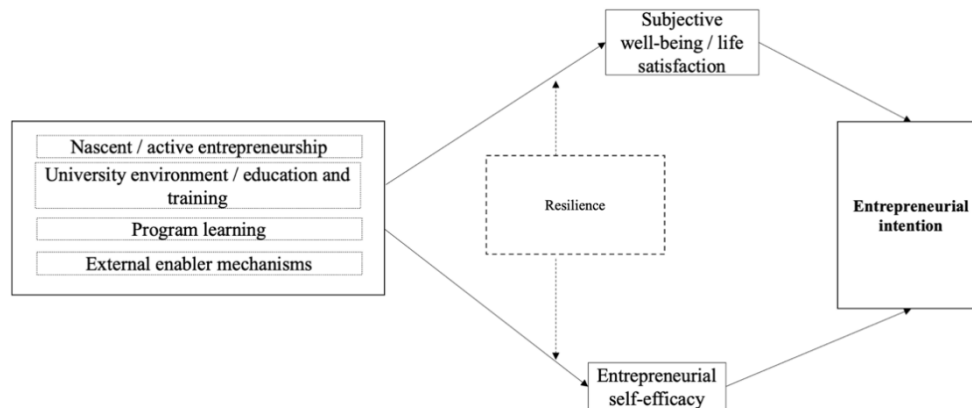 Subjective
well-being / life
satisfaction
Nascent / active entrepreneurship
University environment / education and
training
Program learning
External enabler mechanisms
Resilience
Entrepreneurial
intention
Entrepreneurial
self-efficacy